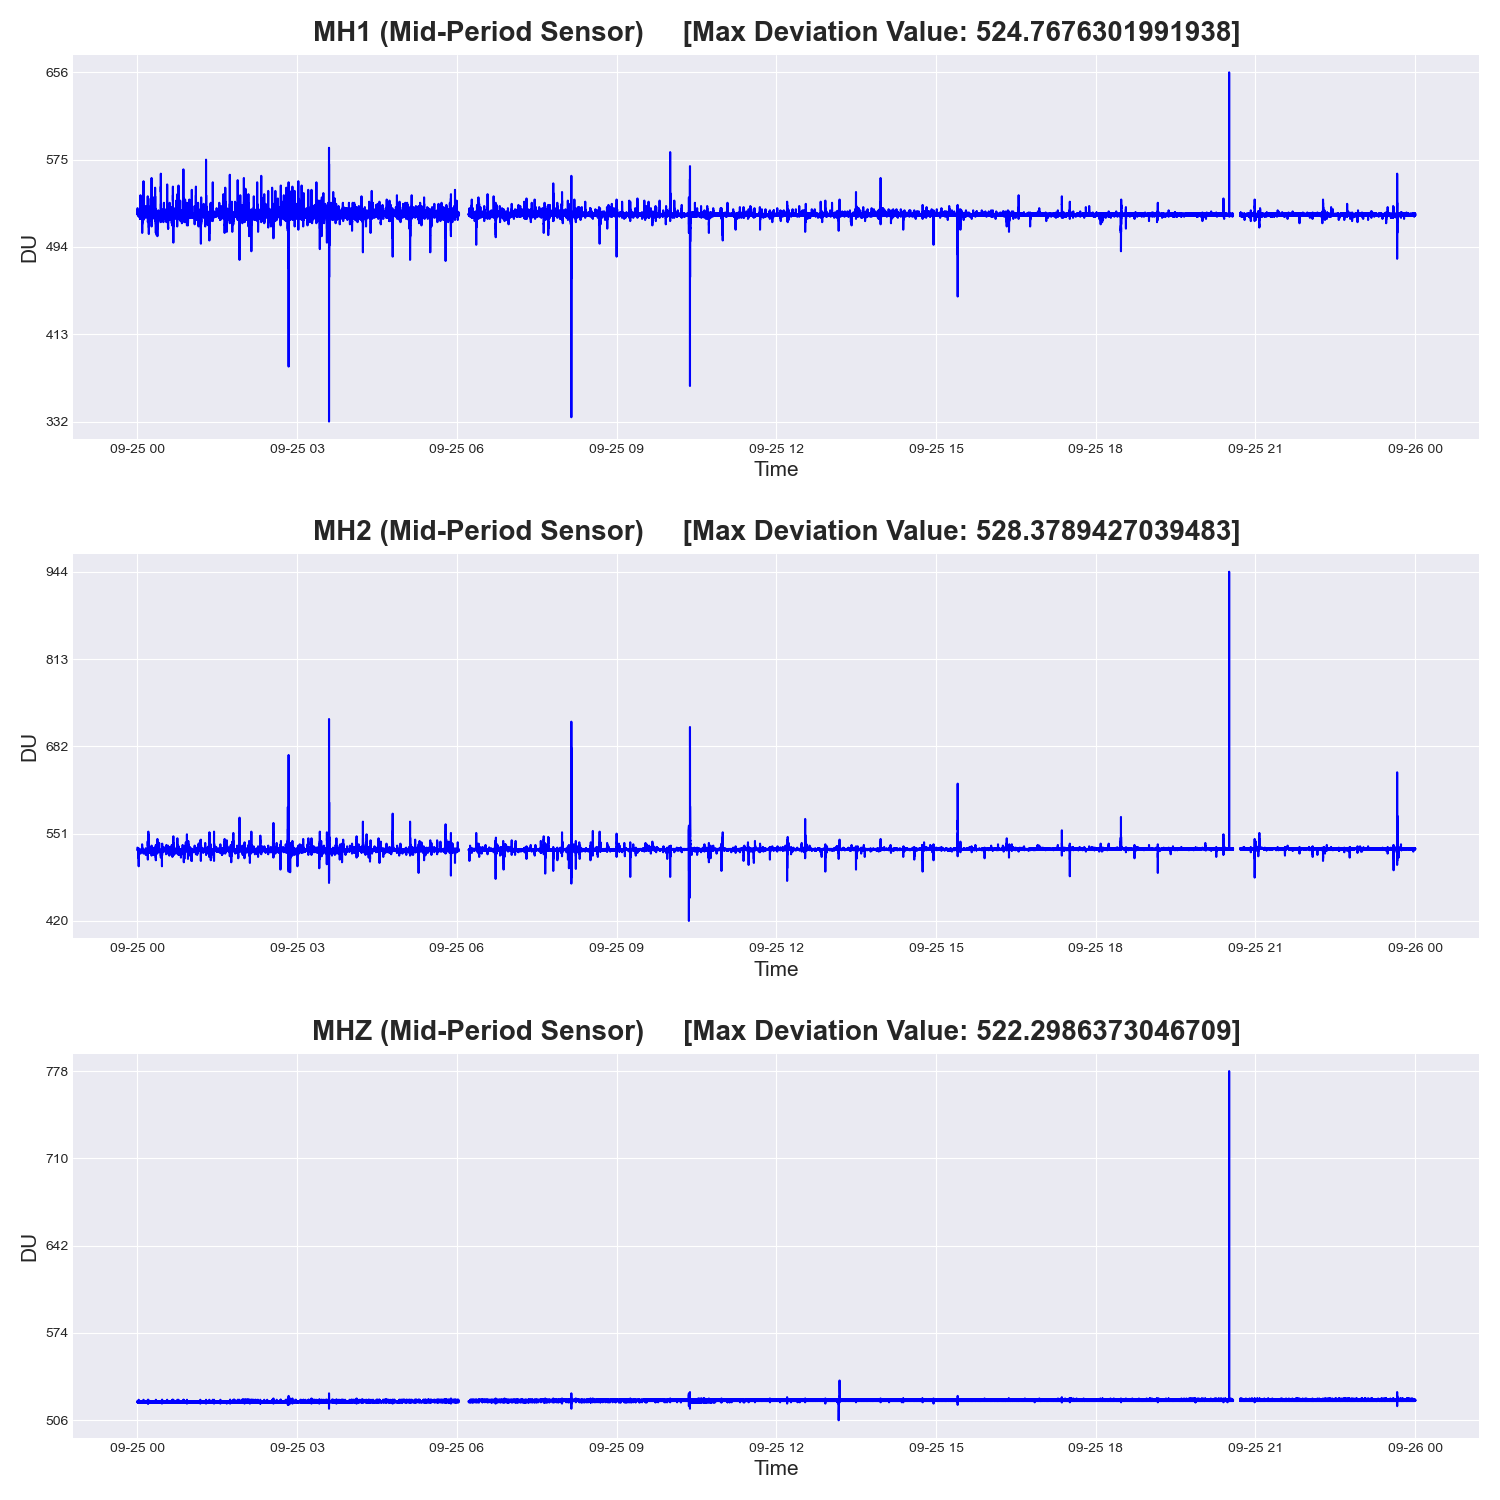 MH1 (Mid-Period Sensor) [Max Deviation Value: 524.7676301991938]
656
575
494
413
332
DU
09-25 00 09-25 03 09-25 06 09-25 09 09-25 12 09-25 15 09-25 18 09-25 21 09-26 00
Time
MH2 (Mid-Period Sensor) [Max Deviation Value: 528.3789427039483]
944
813
682
551
420
DU
09-25 00 09-25 03 09-25 06 09-25 09 09-25 12 09-25 15 09-25 18 09-25 21 09-26 00
Time
MHZ (Mid-Period Sensor) [Max Deviation Value: 522.2986373046709]
778
710
642
574
506
DU
09-25 00 09-25 03 09-25 06 09-25 09 09-25 12 09-25 15 09-25 18 09-25 21 09-26 00
Time